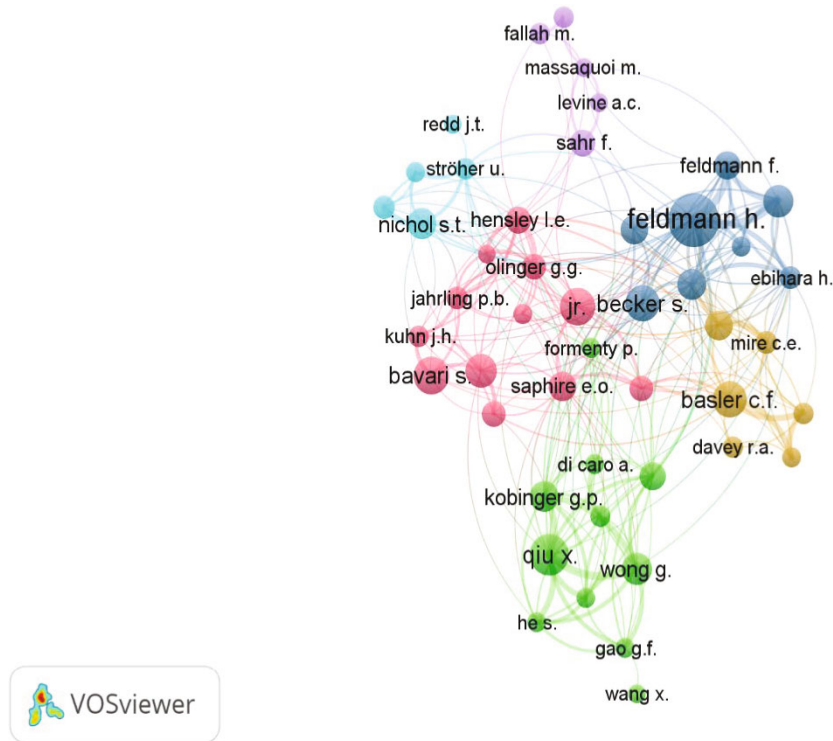 fallah m.
massaquoi m.
levine a.c.
redd j.t.
sahr f.
ströher u.
feldmann f.
nichol s.t.
hensley l.e.
feldmann h.
olinger g.g.
ebihara h.
jahrling p.b.
jr.
becker s.
kuhn j.h.
formenty p.
mire c.e.
bavari s.
saphire e.o.
basler c.f.
davey r.a.
di caro a.
kobinger g.p.
qiu x.
wong g.
he s.
gao g.f.
wang x.
VOSviewer